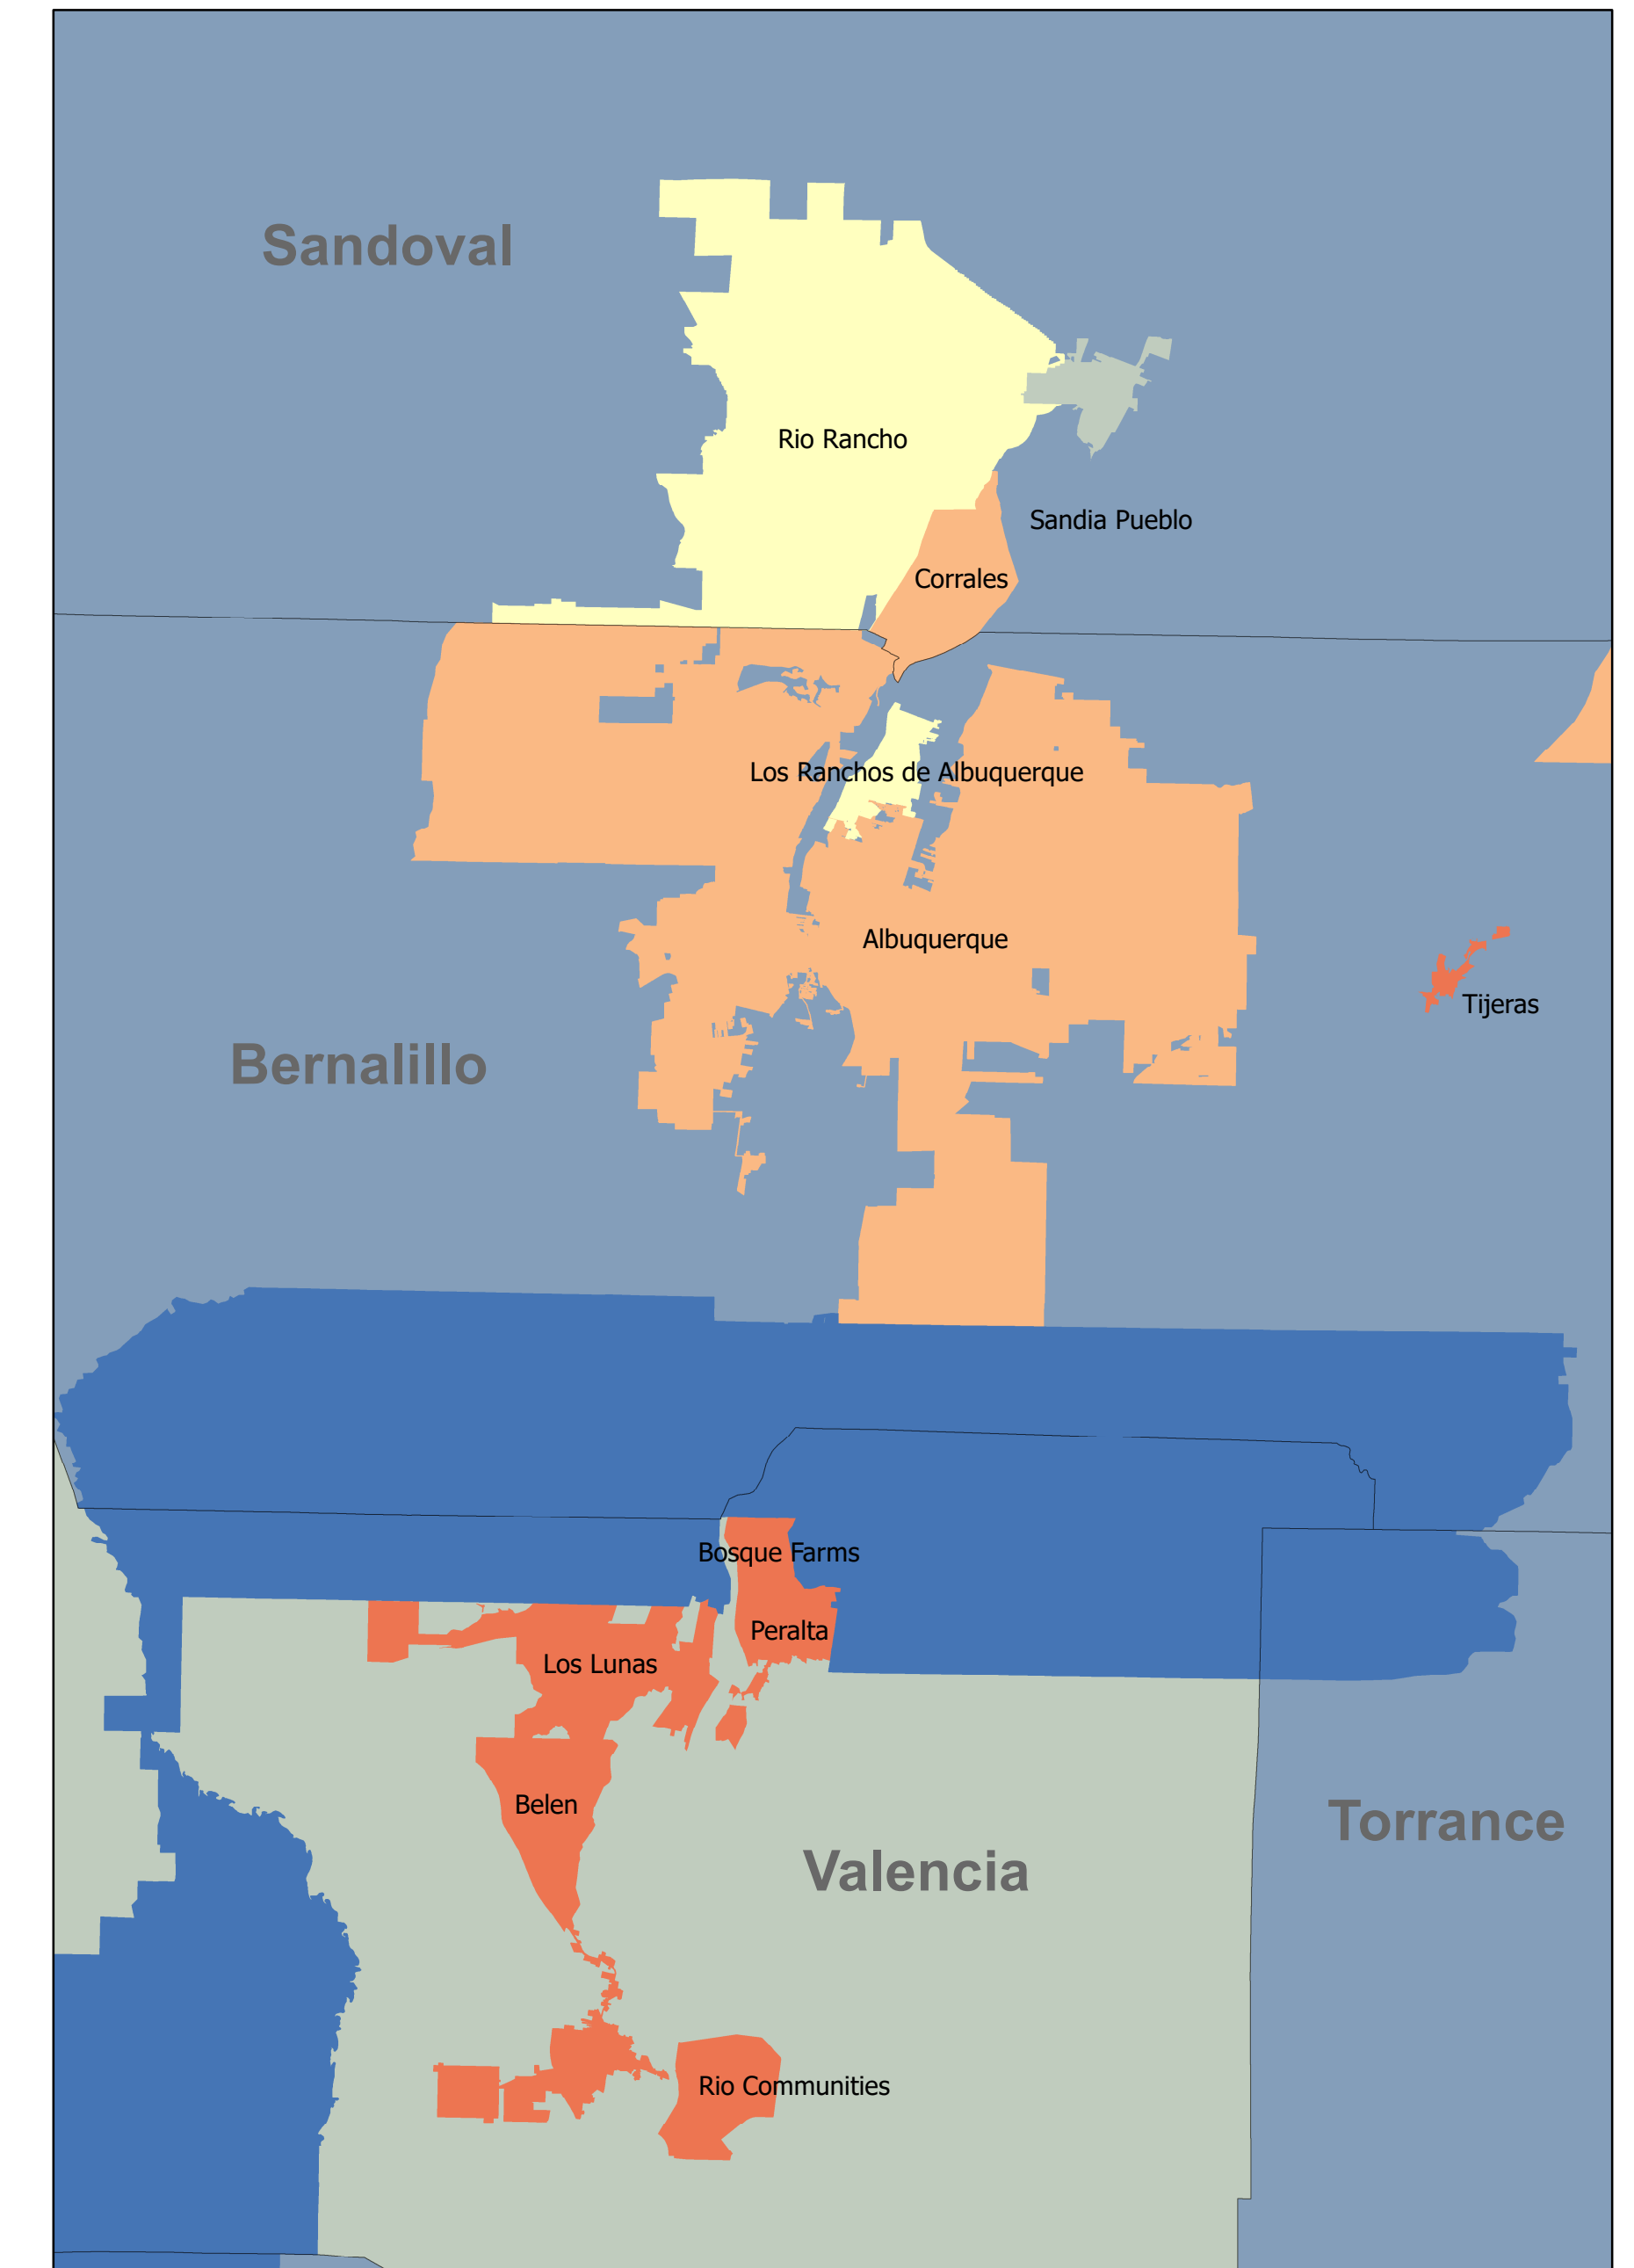 Sandoval
Rio Rancho
Sandia Pueblo
Corrales
Los Ranchos de Albuquerque
Albuquerque
Tijeras
Bernalillo
Bosque Farms
Peralta
Los Lunas
Belen
Torrance
Valencia
Rio Communities